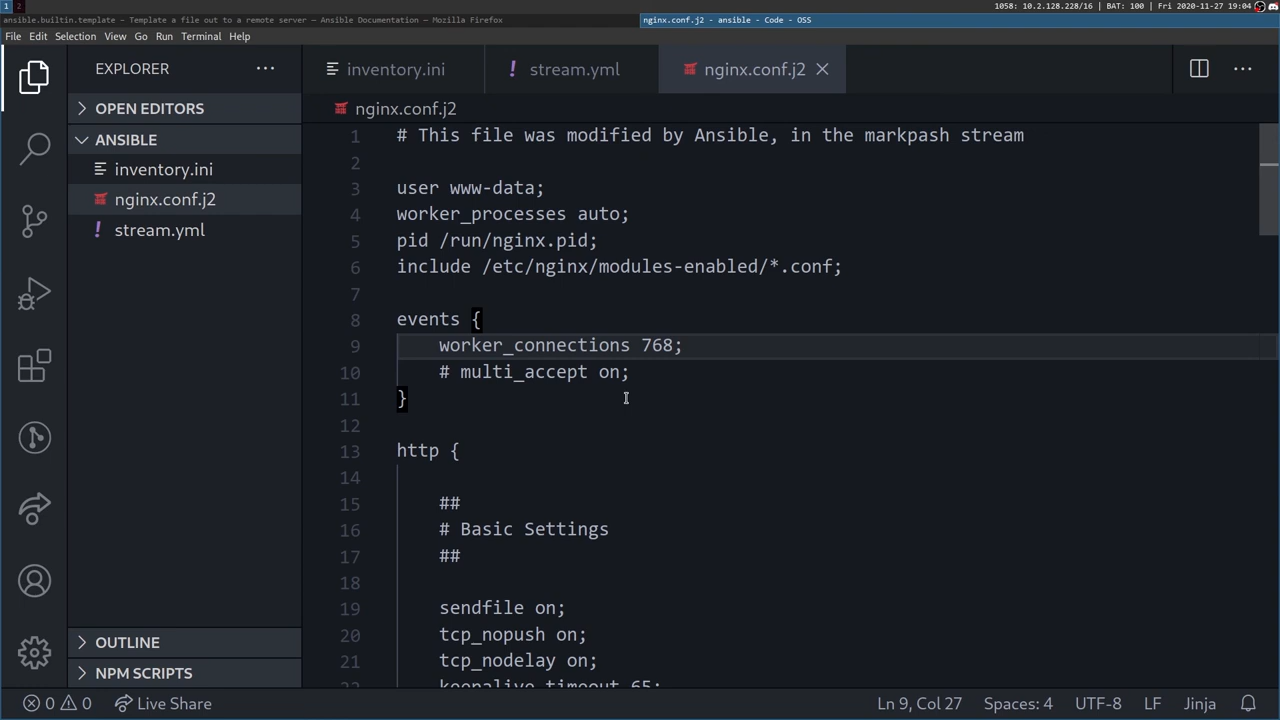 1 2
1058: 10.2.128.228/16 | BAT: 100 | Fri 2020-11-27 19:04
ansible.builtin.template - Template a file out to a remote server — Ansible Documentation - Mozilla Firefox
nginx.conf.j2 - ansible - Code - OSS
File Edit Selection View Go Run Terminal Help
EXPLORER
OPEN EDITORS
ANSIBLE
inventory.ini
nginx.conf.j2
stream.yml
OUTLINE
NPM SCRIPTS
inventory.ini ! stream.yml nginx.conf.j2
nginx.conf.j2
1 # This file was modified by Ansible, in the markpash stream
2
3 user www-data;
4 worker_processes auto;
5 pid /run/nginx.pid;
6 include /etc/nginx/modules-enabled/*.conf;
7
8 events {
9 worker_connections 768;
10 # multi_accept on;
11 }
12
13 http {
14
15 ##
16 # Basic Settings
17 ##
18
19 sendfile on;
20 tcp_nopush on;
21 tcp_nodelay on;
22 keepalive_timeout 65;
0 0 Live Share Ln 9, Col 27 Spaces: 4 UTF-8 LF Jinja